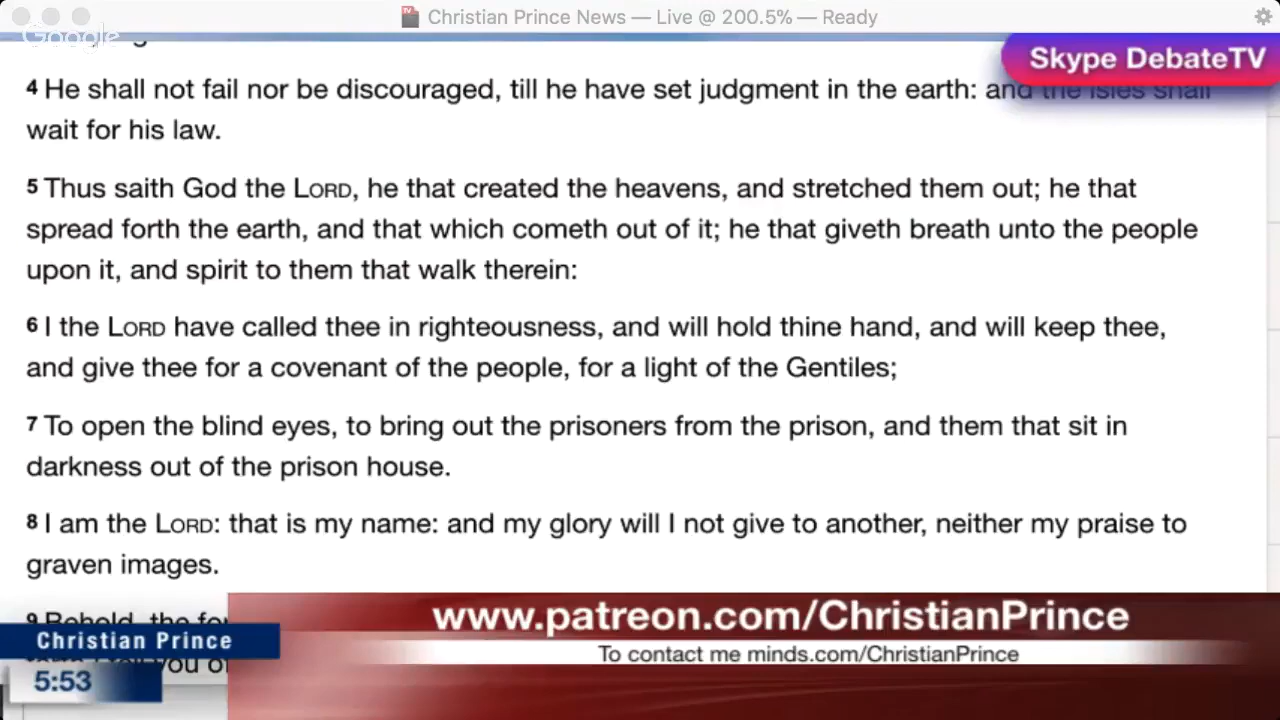 Christian Prince News — Live @ 200.5% — Ready
Google
Skype DebateTV
4 He shall not fail nor be discouraged, till he have set judgment in the earth: and the isles shall
wait for his law.
5 Thus saith God the LORD, he that created the heavens, and stretched them out; he that
spread forth the earth, and that which cometh out of it; he that giveth breath unto the people
upon it, and spirit to them that walk therein:
6 I the LORD have called thee in righteousness, and will hold thine hand, and will keep thee,
and give thee for a covenant of the people, for a light of the Gentiles;
7 To open the blind eyes, to bring out the prisoners from the prison, and them that sit in
darkness out of the prison house.
8 I am the LORD: that is my name: and my glory will I not give to another, neither my praise to
graven images.
9 Behold, the
you of
www.patreon.com/ChristianPrince
To contact me minds.com/ChristianPrince
Christian Prince
5:53